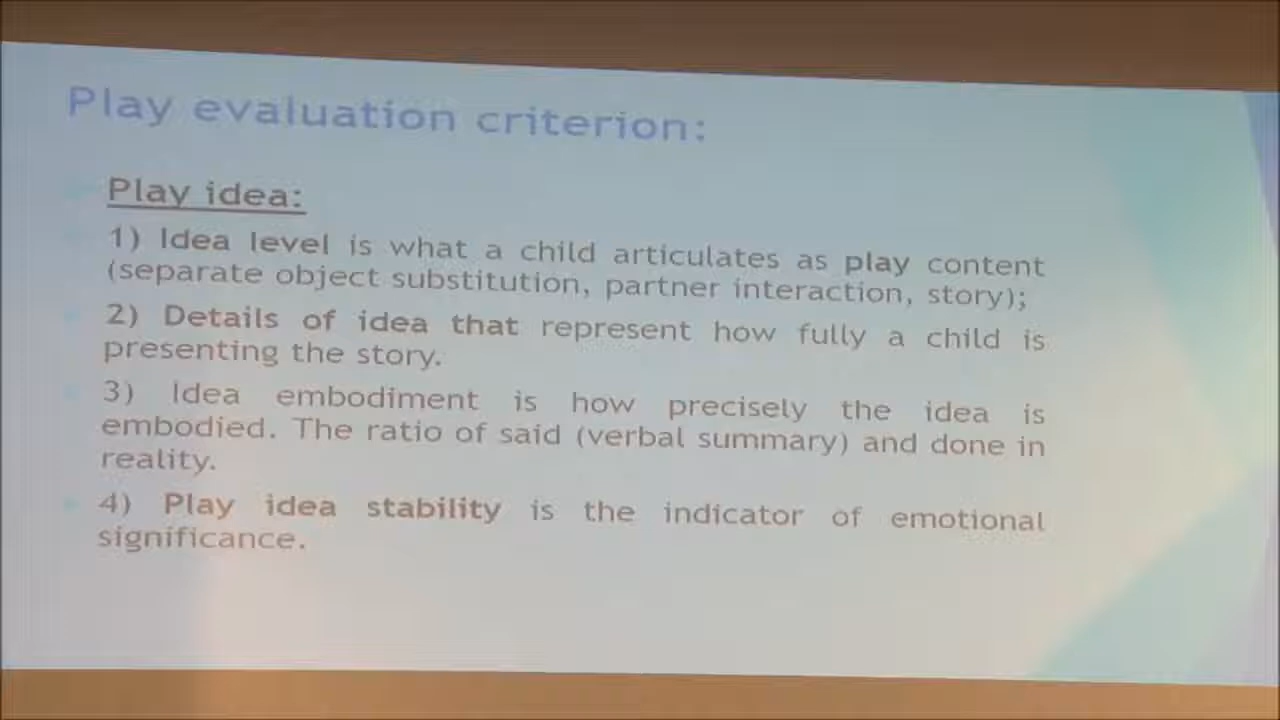 Play evaluation criterion:
Play idea:
1) Idea level is what a child articulates as play content
(separate object substitution, partner interaction, story);
2) Details of idea that represent how fully a child is
presenting the story.
3) Idea embodiment is how precisely the idea is
embodied. The ratio of said (verbal summary) and done in
reality.
4) Play idea stability is the indicator of emotional
significance.